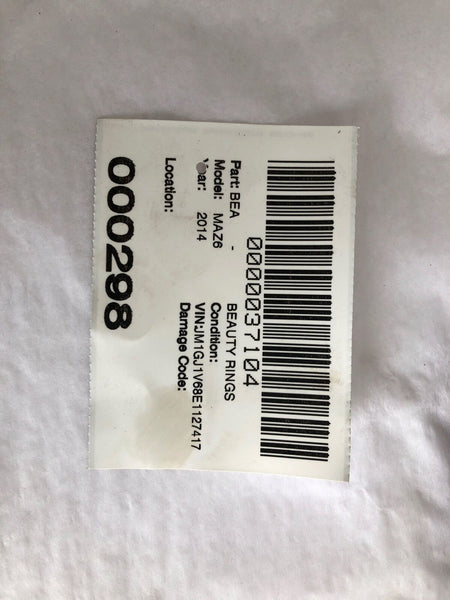 0000037104
Part: BEA - BEAUTY RINGS
Model: MAZ6 Condition:
Year: 2014 VIN:JM1GJ1V68E1127417
Damage Code:
Location:
000298